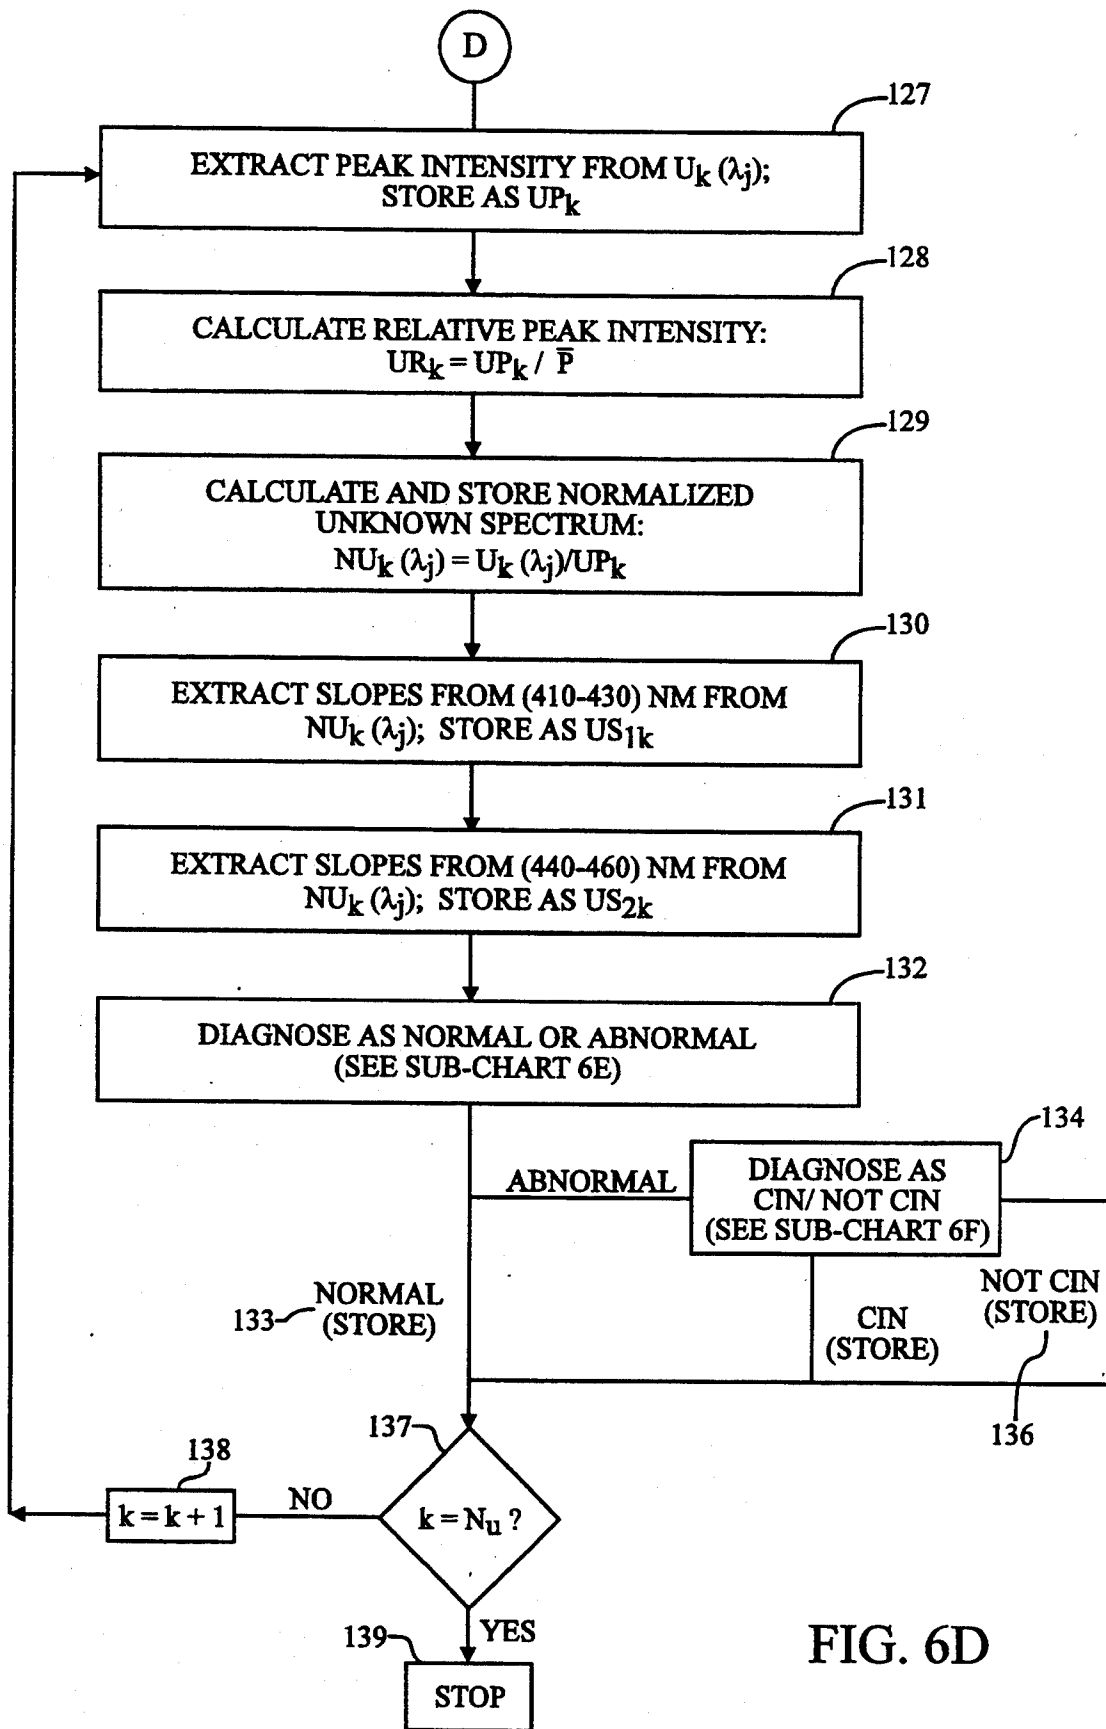 D
127
EXTRACT PEAK INTENSITY FROM Uk (λj);
STORE AS UPk
128
CALCULATE RELATIVE PEAK INTENSITY:
URk = UPk / P̅
129
CALCULATE AND STORE NORMALIZED
UNKNOWN SPECTRUM:
NUk (λj) = Uk (λj)/UPk
130
EXTRACT SLOPES FROM (410-430) NM FROM
NUk (λj); STORE AS US1k
131
EXTRACT SLOPES FROM (440-460) NM FROM
NUk (λj); STORE AS US2k
132
DIAGNOSE AS NORMAL OR ABNORMAL
(SEE SUB-CHART 6E)
134
ABNORMAL
DIAGNOSE AS
CIN/ NOT CIN
(SEE SUB-CHART 6F)
133
NORMAL
(STORE)
CIN
(STORE)
NOT CIN
(STORE)
136
137
k = Nu ?
NO
138
k = k + 1
YES
139
STOP
FIG. 6D